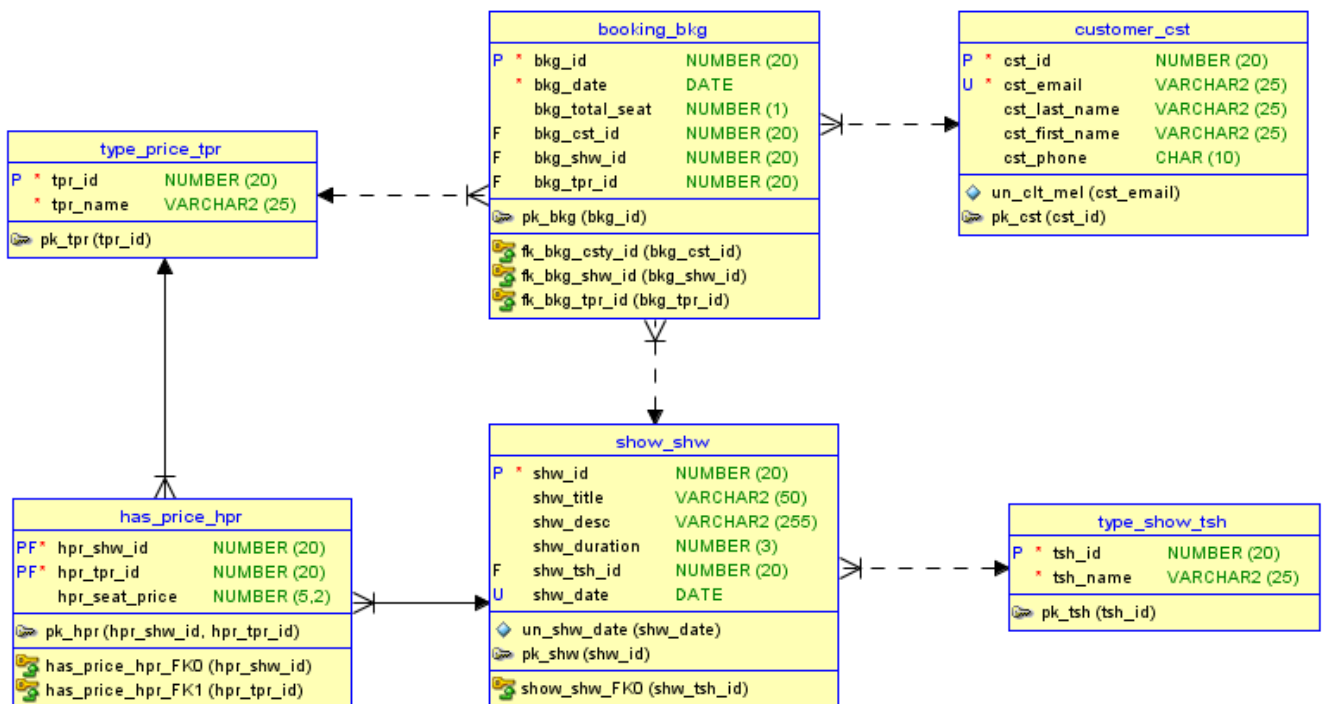 booking_bkg
P * bkg_id NUMBER (20)
* bkg_date DATE
bkg_total_seat NUMBER (1)
F bkg_cst_id NUMBER (20)
F bkg_shw_id NUMBER (20)
F bkg_tpr_id NUMBER (20)
pk_bkg (bkg_id)
fk_bkg_csty_id (bkg_cst_id)
fk_bkg_shw_id (bkg_shw_id)
fk_bkg_tpr_id (bkg_tpr_id)
customer_cst
P * cst_id NUMBER (20)
U * cst_email VARCHAR2 (25)
cst_last_name VARCHAR2 (25)
cst_first_name VARCHAR2 (25)
cst_phone CHAR (10)
un_clt_mel (cst_email)
pk_cst (cst_id)
type_price_tpr
P * tpr_id NUMBER (20)
* tpr_name VARCHAR2 (25)
pk_tpr (tpr_id)
has_price_hpr
PF* hpr_shw_id NUMBER (20)
PF* hpr_tpr_id NUMBER (20)
hpr_seat_price NUMBER (5,2)
pk_hpr (hpr_shw_id, hpr_tpr_id)
has_price_hpr_FK0 (hpr_shw_id)
has_price_hpr_FK1 (hpr_tpr_id)
show_shw
P * shw_id NUMBER (20)
shw_title VARCHAR2 (50)
shw_desc VARCHAR2 (255)
shw_duration NUMBER (3)
F shw_tsh_id NUMBER (20)
U shw_date DATE
un_shw_date (shw_date)
pk_shw (shw_id)
show_shw_FK0 (shw_tsh_id)
type_show_tsh
P * tsh_id NUMBER (20)
* tsh_name VARCHAR2 (25)
pk_tsh (tsh_id)